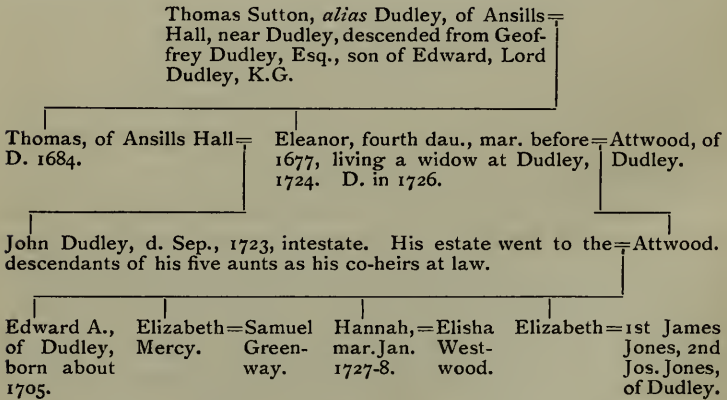 Thomas Sutton, alias Dudley, of Ansills=
Hall, near Dudley, descended from Geof-
frey Dudley, Esq., son of Edward, Lord
Dudley, K.G.
Thomas, of Ansills Hall=
D. 1684.
Eleanor, fourth dau., mar. before=
1677, living a widow at Dudley,
1724. D. in 1726.
Attwood, of
Dudley.
John Dudley, d. Sep., 1723, intestate. His estate went to the=
descendants of his five aunts as his co-heirs at law.
Attwood.
Edward A.,
of Dudley,
born about
1705.
Elizabeth=
Mercy.
Samuel
Green-
way.
Hannah,=
mar. Jan.
1727-8.
Elisha
West-
wood.
Elizabeth=
1st James
Jones, 2nd
Jos. Jones,
of Dudley.